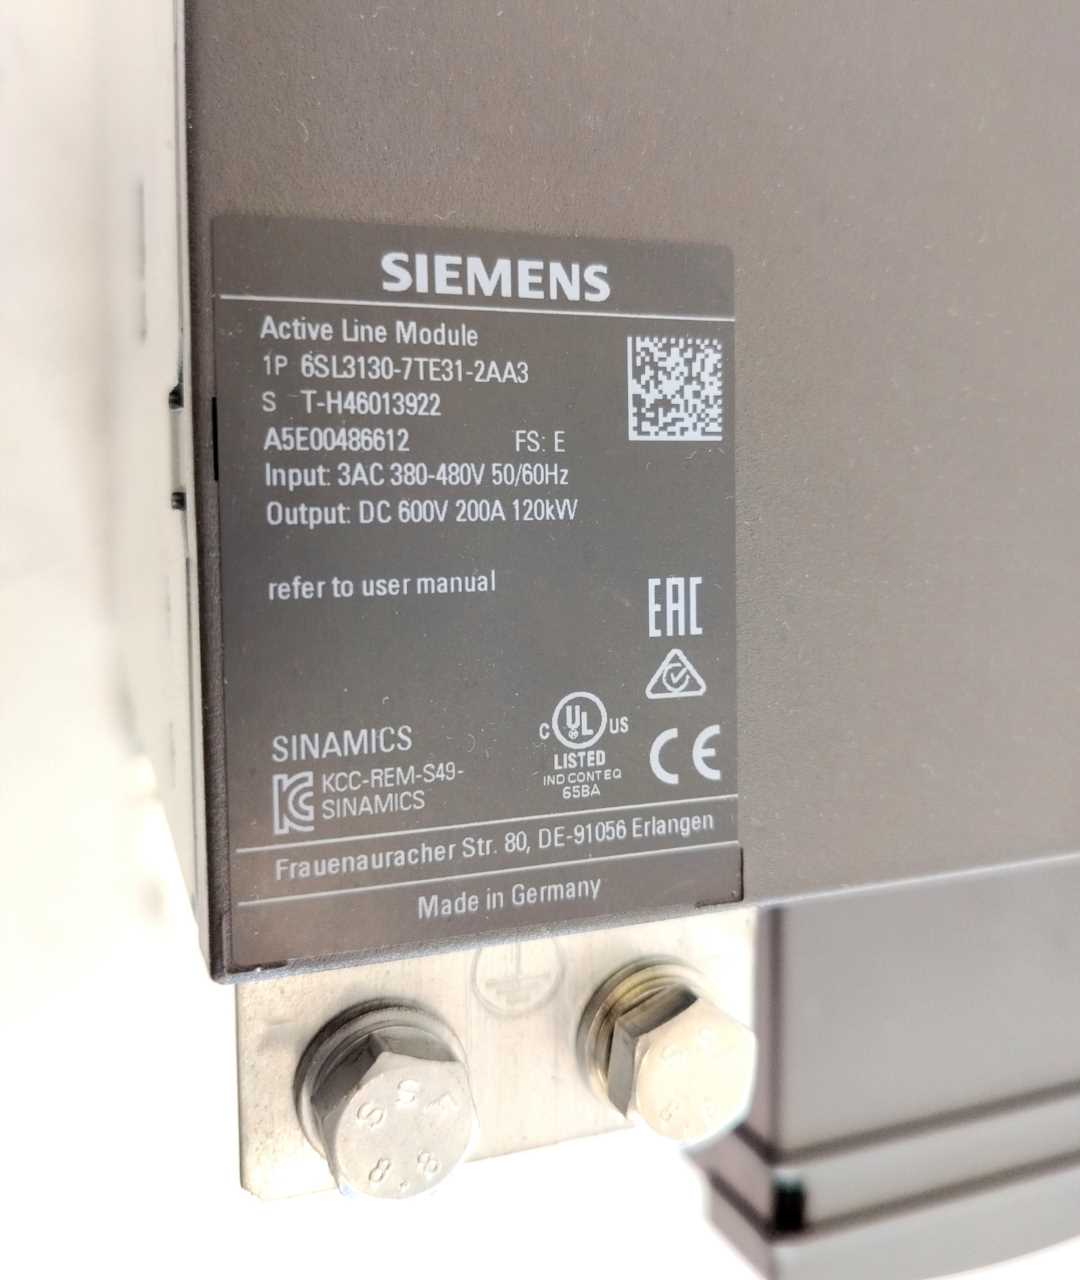 SIEMENS
Active Line Module
1P 6SL3130-7TE31-2AA3
S T-H46013922
A5E00486612 FS: E
Input: 3AC 380-480V 50/60Hz
Output: DC 600V 200A 120kW
refer to user manual
EAC
SINAMICS
KCC-REM-S49-
SINAMICS
C UL US
LISTED
IND CONT EQ
65BA
CE
Frauenauracher Str. 80, DE-91056 Erlangen
Made in Germany
8.8